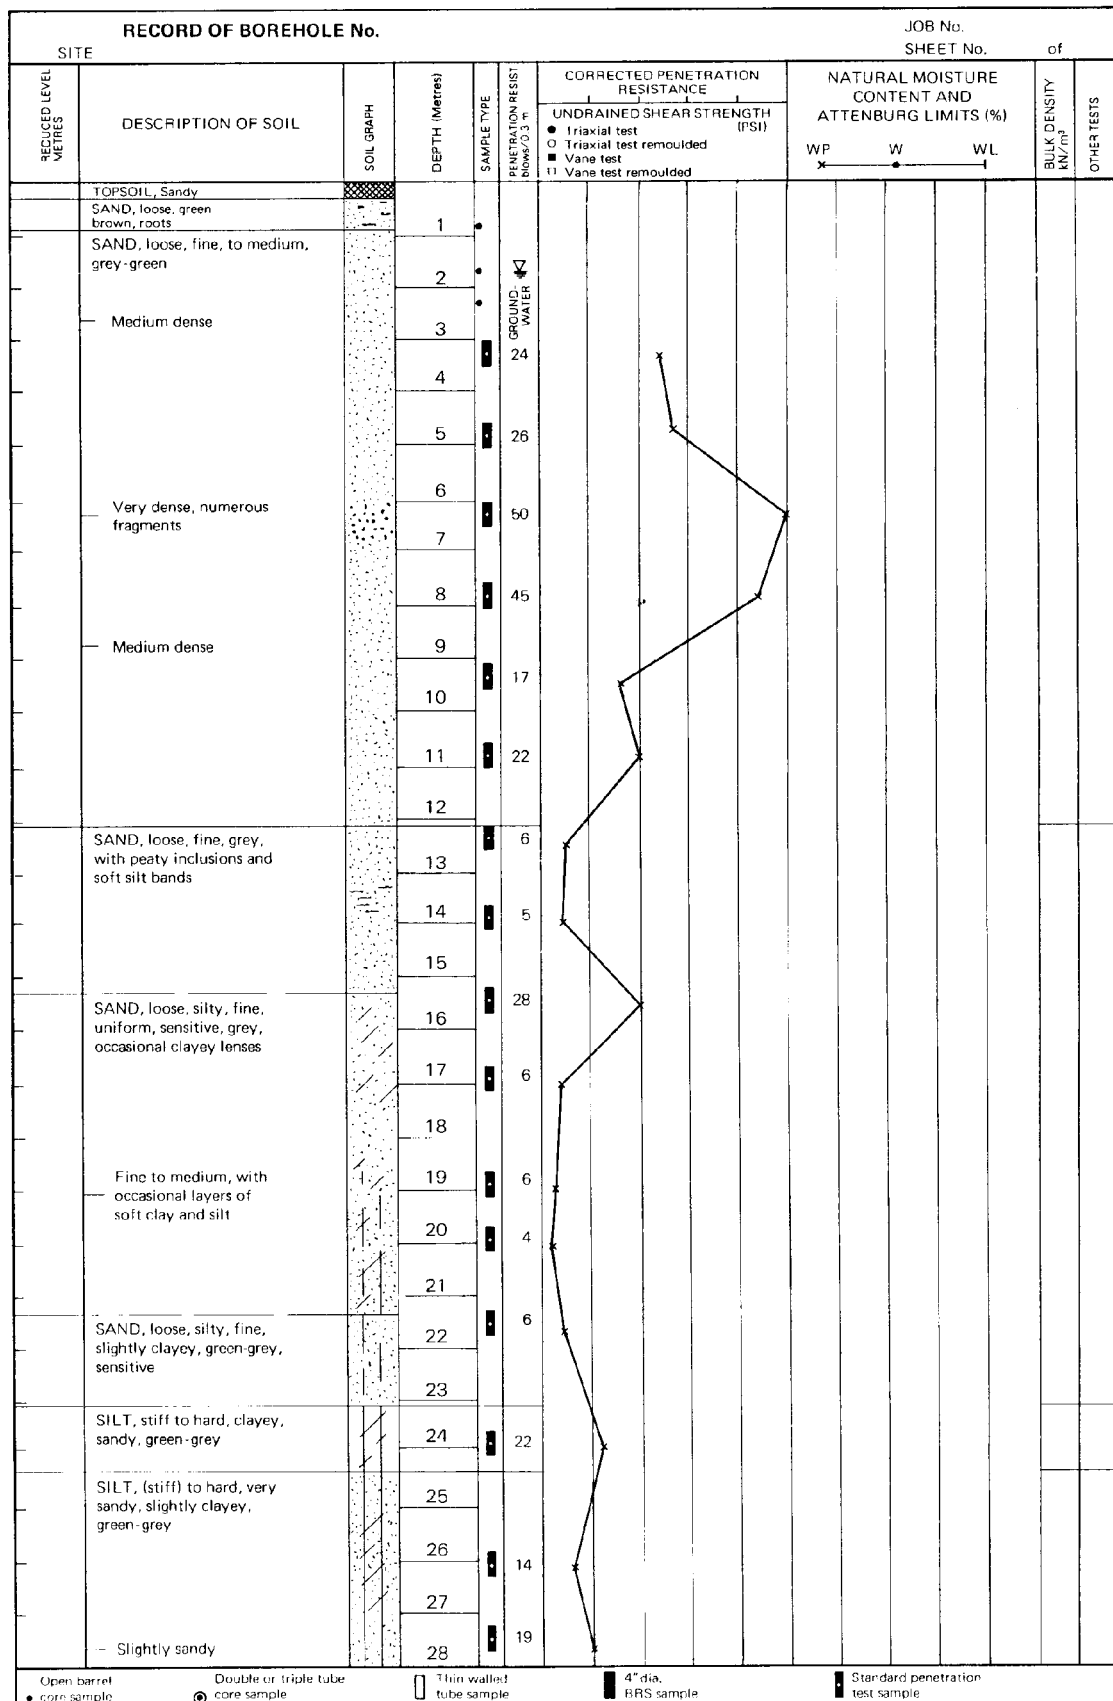 RECORD OF BOREHOLE No.
JOB No.
SITE
SHEET No. of
REDUCED LEVEL
METRES
DESCRIPTION OF SOIL
SOIL GRAPH
DEPTH (Metres)
SAMPLE TYPE
PENETRATION RESIST
blows/0.3 m
CORRECTED PENETRATION
RESISTANCE
UNDRAINED SHEAR STRENGTH
(PSI)
Triaxial test
Triaxial test remoulded
Vane test
Vane test remoulded
NATURAL MOISTURE
CONTENT AND
ATTENBURG LIMITS (%)
WP W WL
BULK DENSITY
kN/m³
OTHER TESTS
TOPSOIL, Sandy
SAND, loose, green
brown, roots
1
SAND, loose, fine, to medium,
grey-green
2
GROUND-
WATER
Medium dense
3
24
4
5
26
6
Very dense, numerous
fragments
50
7
8
45
Medium dense
9
17
10
11
22
12
SAND, loose, fine, grey,
with peaty inclusions and
soft silt bands
6
13
14
5
15
SAND, loose, silty, fine,
uniform, sensitive, grey,
occasional clayey lenses
28
16
17
6
18
Fine to medium, with
occasional layers of
soft clay and silt
19
6
20
4
21
SAND, loose, silty, fine,
slightly clayey, green-grey,
sensitive
6
22
23
SILT, stiff to hard, clayey,
sandy, green-grey
24
22
SILT, (stiff) to hard, very
sandy, slightly clayey,
green-grey
25
26
14
27
19
Slightly sandy
28
Open barrel
core sample
Double or triple tube
core sample
Thin walled
tube sample
4" dia.
BRS sample
Standard penetration
test sample